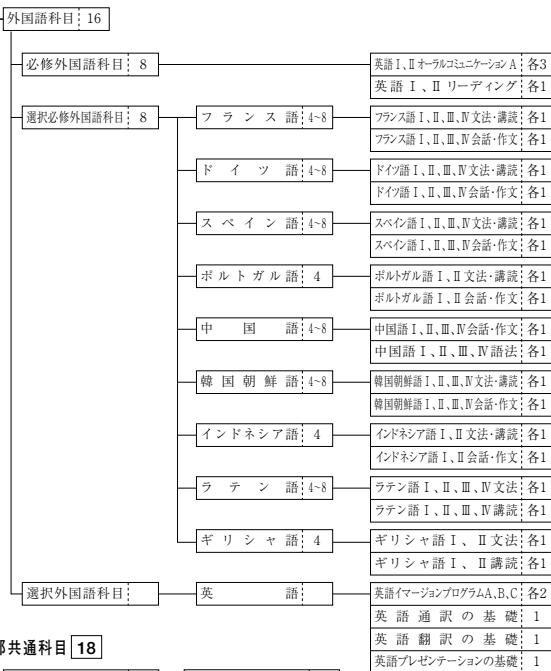 外国語科目 16
必修外国語科目 8
英語Ⅰ、Ⅱオーラルコミュニケーション A 各3
英語Ⅰ、Ⅱリーディング 各1
選択必修外国語科目 8
フランス語 4~8
フランス語Ⅰ、Ⅱ、Ⅲ、Ⅳ文法・講読 各1
フランス語Ⅰ、Ⅱ、Ⅲ、Ⅳ会話・作文 各1
ドイツ語 4~8
ドイツ語Ⅰ、Ⅱ、Ⅲ、Ⅳ文法・講読 各1
ドイツ語Ⅰ、Ⅱ、Ⅲ、Ⅳ会話・作文 各1
スペイン語 4~8
スペイン語Ⅰ、Ⅱ、Ⅲ、Ⅳ文法・講読 各1
スペイン語Ⅰ、Ⅱ、Ⅲ、Ⅳ会話・作文 各1
ポルトガル語 4
ポルトガル語Ⅰ、Ⅱ文法・講読 各1
ポルトガル語Ⅰ、Ⅱ会話・作文 各1
中国語 4~8
中国語Ⅰ、Ⅱ、Ⅲ、Ⅳ会話・作文 各1
中国語Ⅰ、Ⅱ、Ⅲ、Ⅳ語法 各1
韓国朝鮮語 4~8
韓国朝鮮語Ⅰ、Ⅱ、Ⅲ、Ⅳ文法・講読 各1
韓国朝鮮語Ⅰ、Ⅱ、Ⅲ、Ⅳ会話・作文 各1
インドネシア語 4
インドネシア語Ⅰ、Ⅱ文法・講読 各1
インドネシア語Ⅰ、Ⅱ会話・作文 各1
ラテン語 4~8
ラテン語Ⅰ、Ⅱ、Ⅲ、Ⅳ文法 各1
ラテン語Ⅰ、Ⅱ、Ⅲ、Ⅳ講読 各1
ギリシャ語 4
ギリシャ語Ⅰ、Ⅱ文法 各1
ギリシャ語Ⅰ、Ⅱ講読 各1
選択外国語科目
英語
英語イマージョンプログラムA、B、C 各2
英語通訳の基礎 1
英語翻訳の基礎 1
英語プレゼンテーションの基礎 1
部共通科目 18